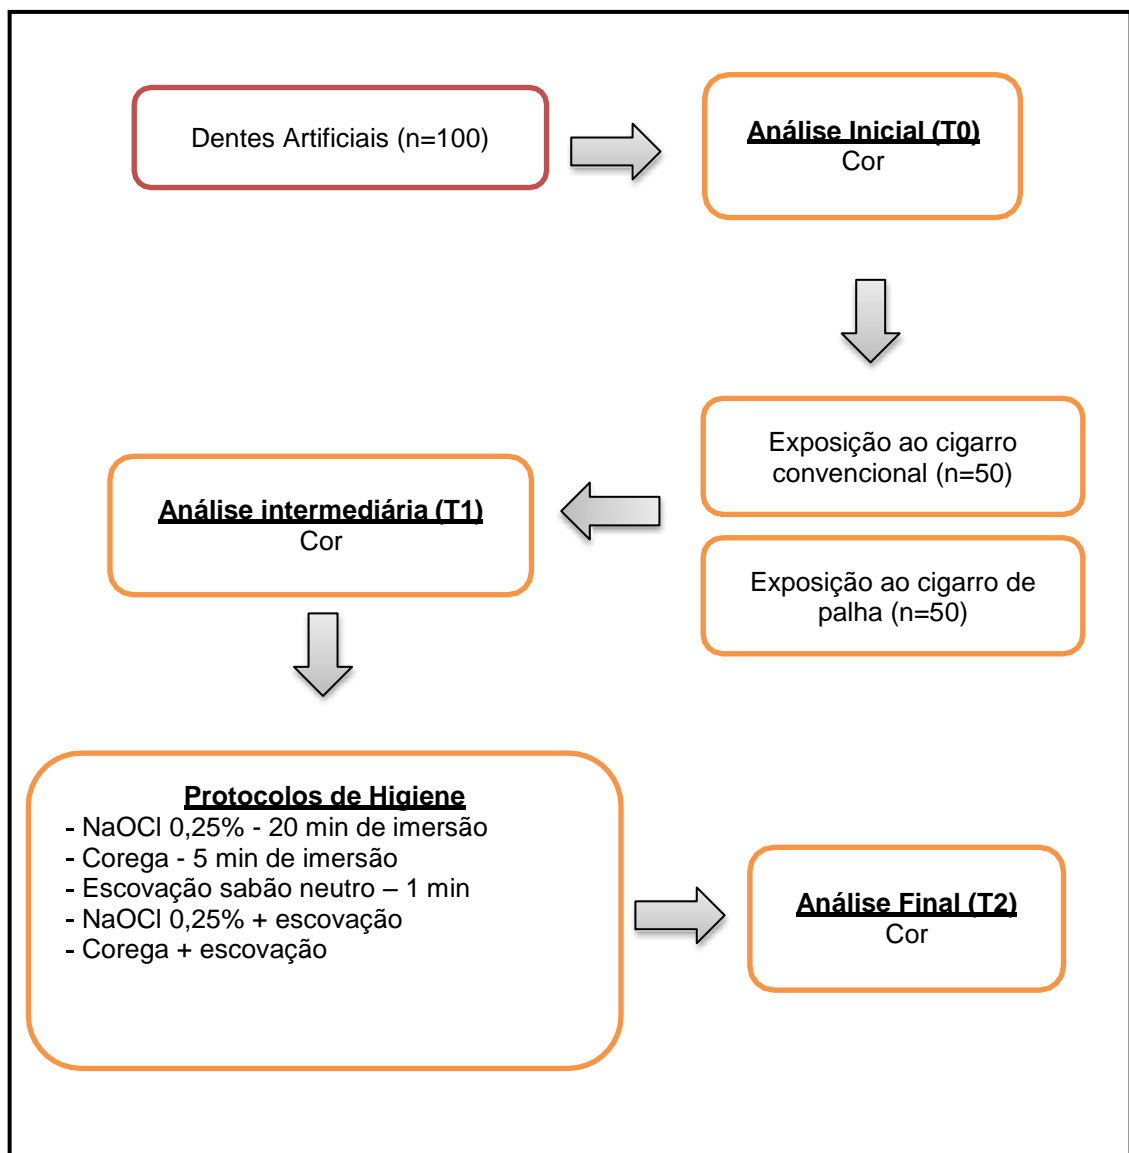 Dentes Artificiais (n=100)
Análise Inicial (T0)
Cor
Exposição ao cigarro
convencional (n=50)
Exposição ao cigarro de
palha (n=50)
Análise intermediária (T1)
Cor
Protocolos de Higiene
- NaOCl 0,25% - 20 min de imersão
- Corega - 5 min de imersão
- Escovação sabão neutro – 1 min
- NaOCl 0,25% + escovação
- Corega + escovação
Análise Final (T2)
Cor